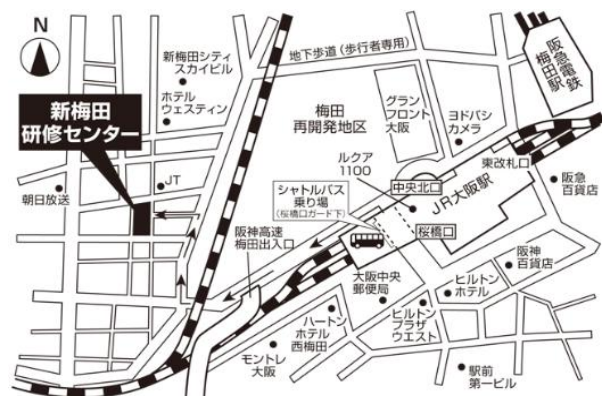 N
新梅田シティ
スカイビル
ホテル
ウェスティン
新梅田
研修センター
JT
朝日放送
地下歩道(歩行者専用)
梅田
再開発地区
グラン
フロント
大阪
ヨドバシ
カメラ
阪急電鉄
梅田駅
ルクア
1100
中央北口
東改札口
JR大阪駅
阪急
百貨店
シャトルバス
乗り場
(桜橋口ガード下)
桜橋口
阪神高速
梅田出入口
阪神
百貨店
大阪中央
郵便局
ヒルトン
ホテル
ヒルトン
プラザ
ウエスト
ハートン
ホテル
西梅田
モントレ
大阪
駅前
第一ビル